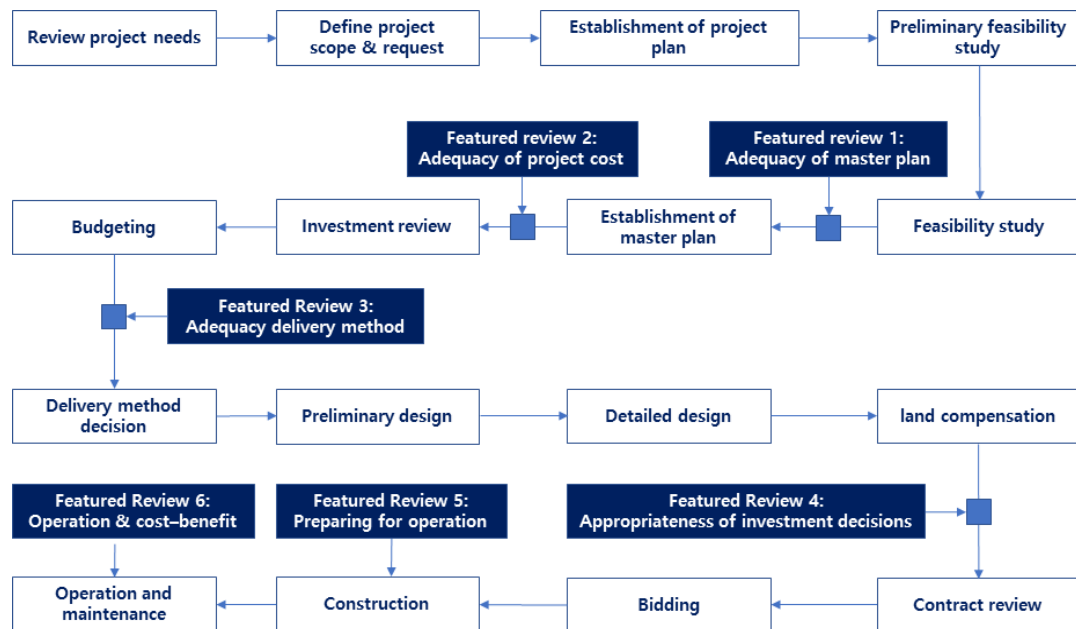 Review project needs
Define project
scope & request
Establishment of project
plan
Preliminary feasibility
study
Featured review 2:
Adequacy of project cost
Featured review 1:
Adequacy of master plan
Budgeting
Investment review
Establishment of
master plan
Feasibility study
Featured Review 3:
Adequacy delivery method
Delivery method
decision
Preliminary design
Detailed design
land compensation
Featured Review 6:
Operation & cost–benefit
Featured Review 5:
Preparing for operation
Featured Review 4:
Appropriateness of investment decisions
Operation and
maintenance
Construction
Bidding
Contract review